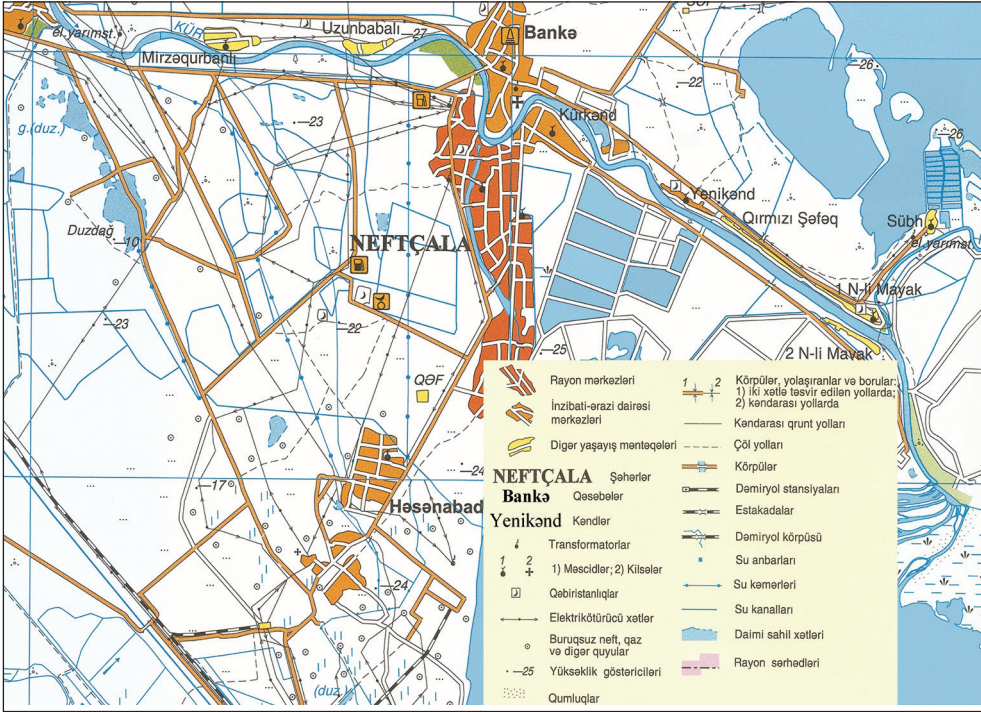 el.yarımst.
KÜR
Mirzəqurbanlı
Uzunbabalı
-27
Bankə
-22
-26
-26
g.(duz.)
-23
Kürkənd
Yenikənd
Qırmızı Şəfəq
Sübh
el.yarımst.
Duzdağ
-10
NEFTÇALA
1 N-li Mayak
2 N-li Mayak
-23
-22
-25
QƏF
-24
-17
Həsənabad
-24
(duz.)
Rayon mərkəzləri
İnzibati-ərazi dairəsi
mərkəzləri
Digər yaşayış məntəqələri
NEFTÇALA Şəhərlər
Bankə Qəsəbələr
Yenikənd Kəndlər
Transformatorlar
1 2
1) Məscidlər; 2) Kilsələr
Qəbiristanlıqlar
Elektrikötürücü xətlər
Buruqsuz neft, qaz
və digər quyular
-25 Yüksəklik göstəriciləri
Qumluqlar
1 2
Körpülər, yolaşıranlar və borular:
1) iki xətlə təsvir edilən yollarda;
2) kəndarası yollarda
Kəndarası qrunt yolları
Çöl yolları
Körpülər
Dəmiryol stansiyaları
Estakadalar
Dəmiryol körpüsü
Su anbarları
Su kəmərləri
Su kanalları
Daimi sahil xətləri
Rayon sərhədləri